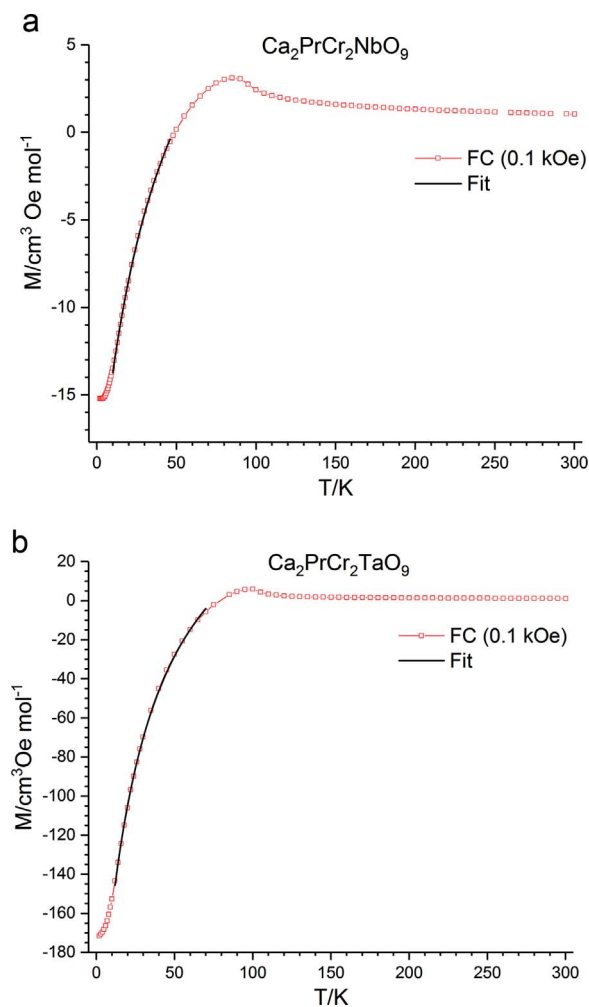 a
Ca₂PrCr₂NbO₉
5
0
-5
-10
-15
M/cm³ Oe mol⁻¹
FC (0.1 kOe)
Fit
0 50 100 150 200 250 300
T/K
b
Ca₂PrCr₂TaO₉
20
0
-20
-40
-60
-80
-100
-120
-140
-160
-180
M/cm³Oe mol⁻¹
FC (0.1 kOe)
Fit
0 50 100 150 200 250 300
T/K